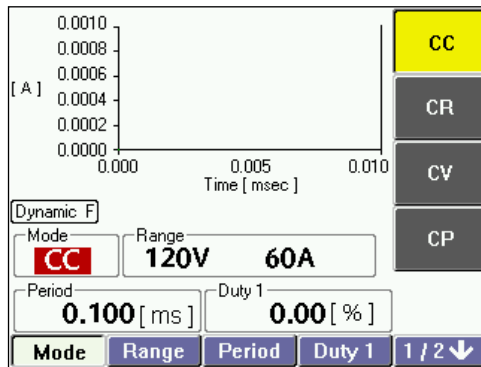 0.0010
0.0008
0.0006
[ A ]
0.0004
0.0002
0.0000
0.000 0.005 0.010
Time [ msec ]
CC
CR
CV
CP
Dynamic F
Mode
CC
Range
120V 60A
Period
0.100 [ ms ]
Duty 1
0.00 [ % ]
Mode Range Period Duty 1 1 / 2